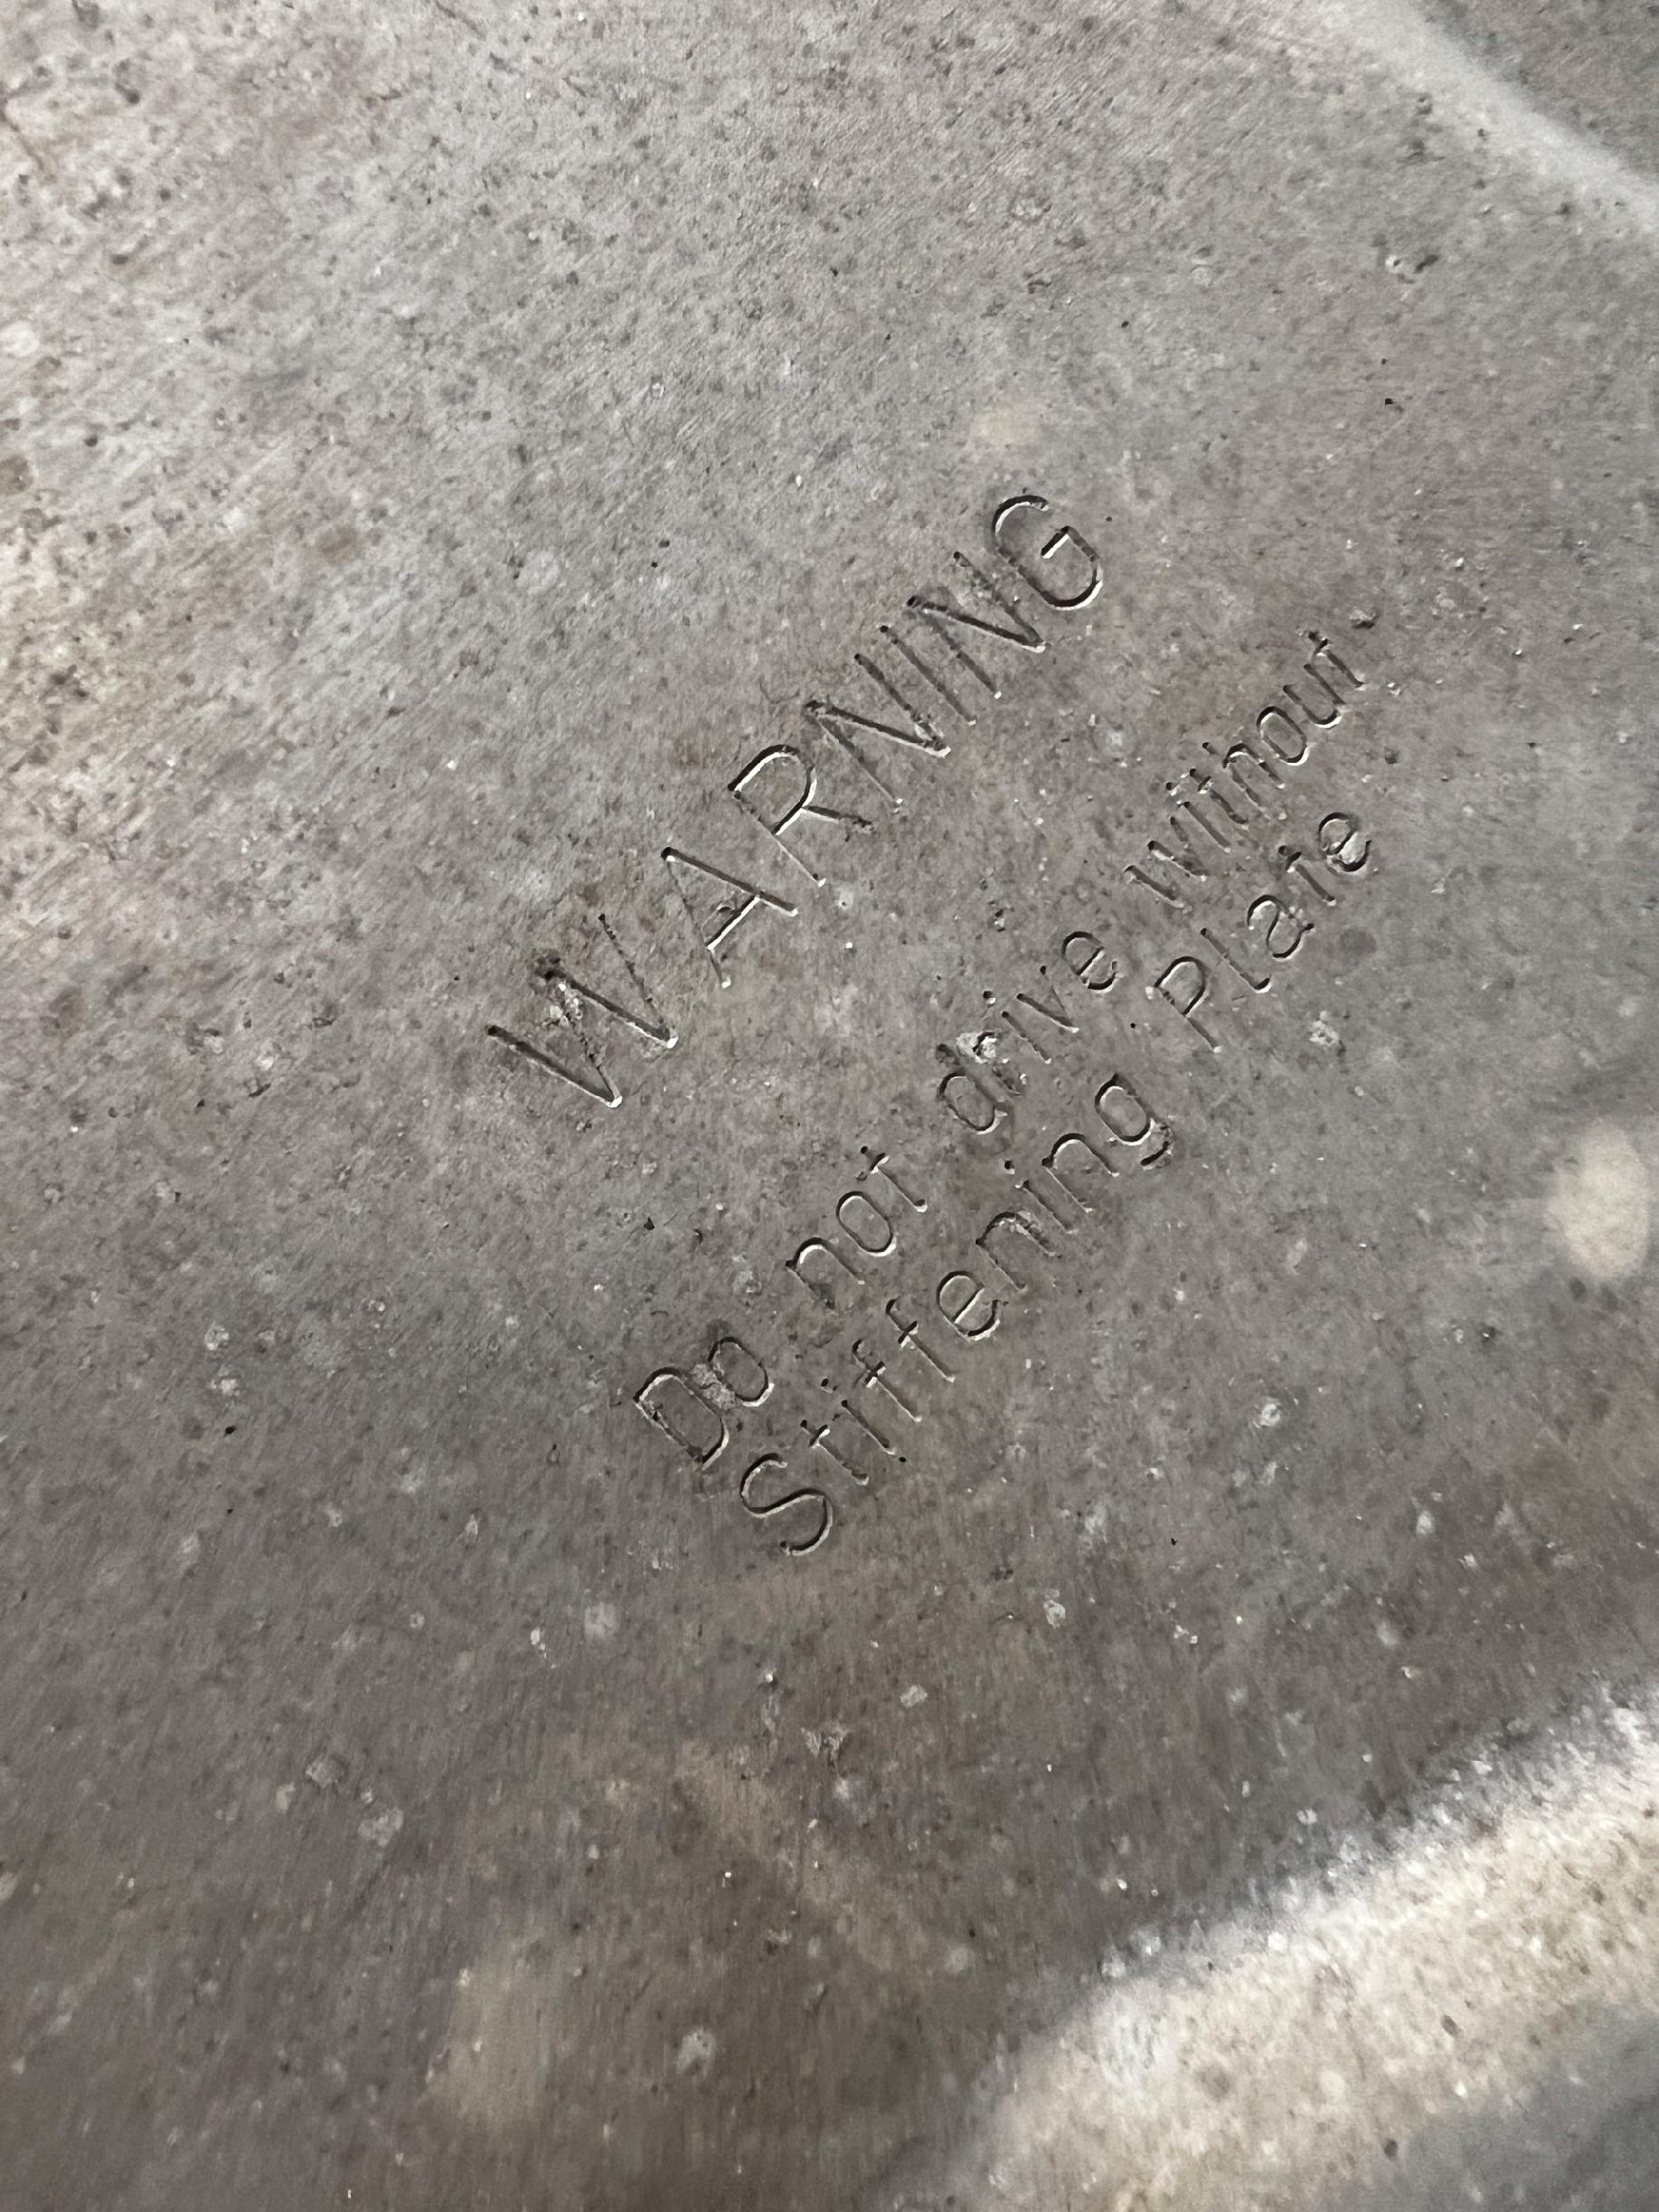 WARNING
Do not drive without
Stiffening Plate